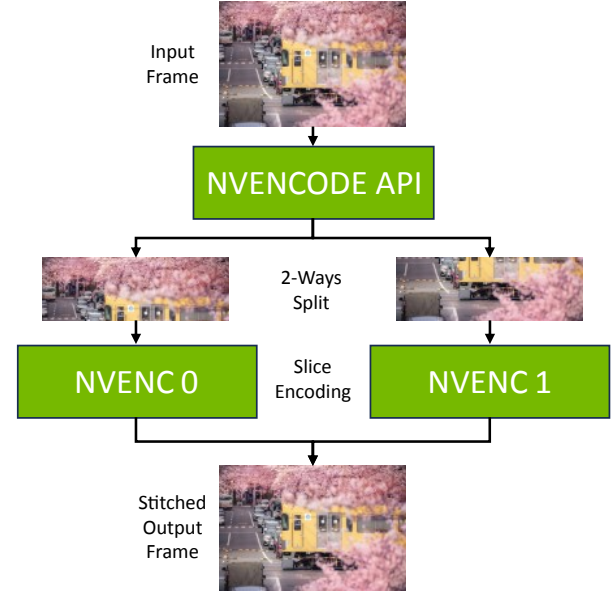 Input
Frame
NVENCODE API
2-Ways
Split
NVENC 0
Slice
Encoding
NVENC 1
Stitched
Output
Frame